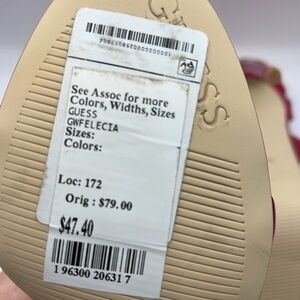 GUESS
See Assoc for more
Colors, Widths, Sizes
GUESS
GWFELECIA
Sizes:
Colors:
Loc: 172
Orig : $79.00
$47.40
1 96300 20631 7